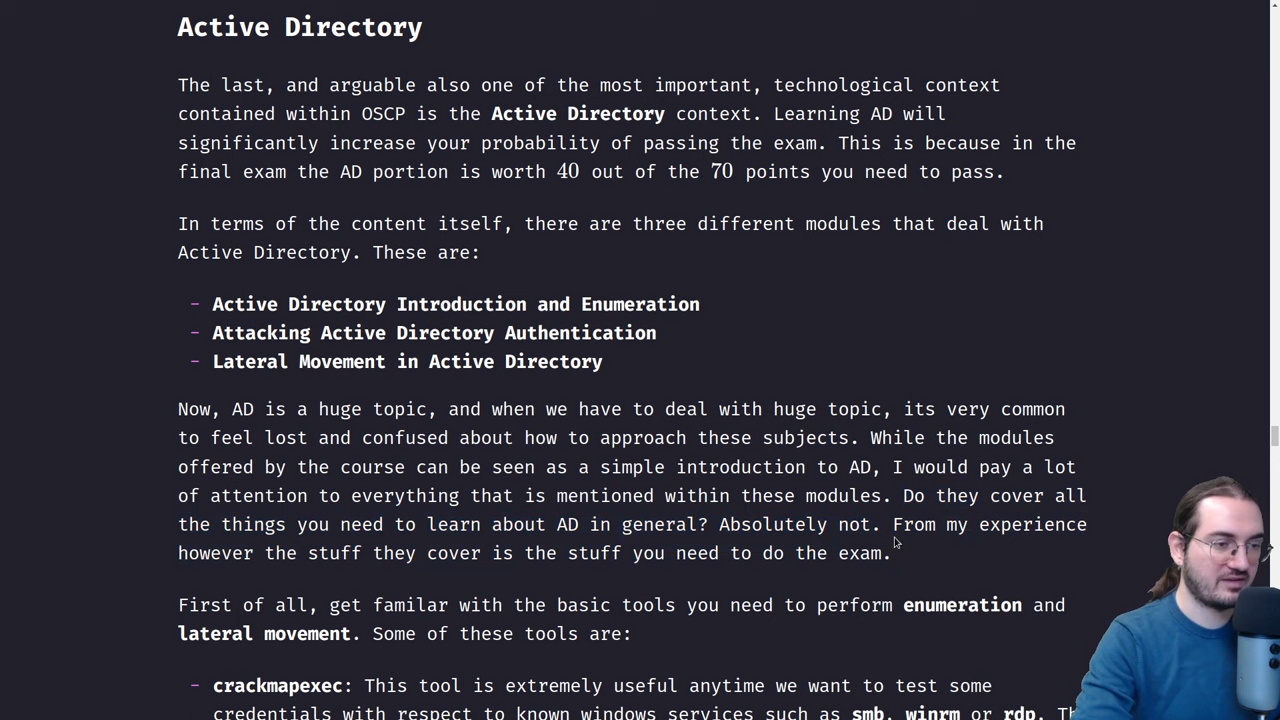 Active Directory
The last, and arguable also one of the most important, technological context
contained within OSCP is the Active Directory context. Learning AD will
significantly increase your probability of passing the exam. This is because in the
final exam the AD portion is worth 40 out of the 70 points you need to pass.
In terms of the content itself, there are three different modules that deal with
Active Directory. These are:
- Active Directory Introduction and Enumeration
- Attacking Active Directory Authentication
- Lateral Movement in Active Directory
Now, AD is a huge topic, and when we have to deal with huge topic, its very common
to feel lost and confused about how to approach these subjects. While the modules
offered by the course can be seen as a simple introduction to AD, I would pay a lot
of attention to everything that is mentioned within these modules. Do they cover all
the things you need to learn about AD in general? Absolutely not. From my experience
however the stuff they cover is the stuff you need to do the exam.
First of all, get familar with the basic tools you need to perform enumeration and
lateral movement. Some of these tools are:
- crackmapexec: This tool is extremely useful anytime we want to test some
credentials with respect to known windows services such as smb, winrm or rdp.